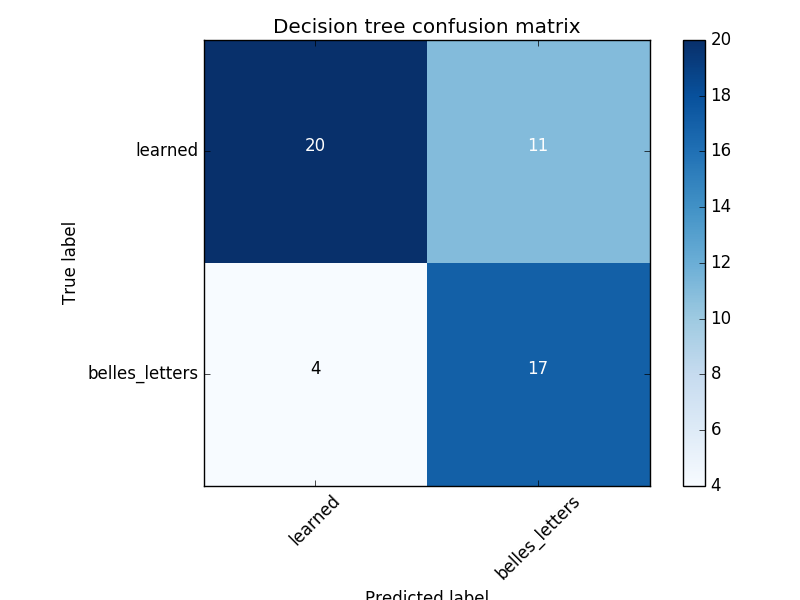 Decision tree confusion matrix
True label
learned
20
11
belles_letters
4
17
learned
belles_letters
Predicted label
20
18
16
14
12
10
8
6
4